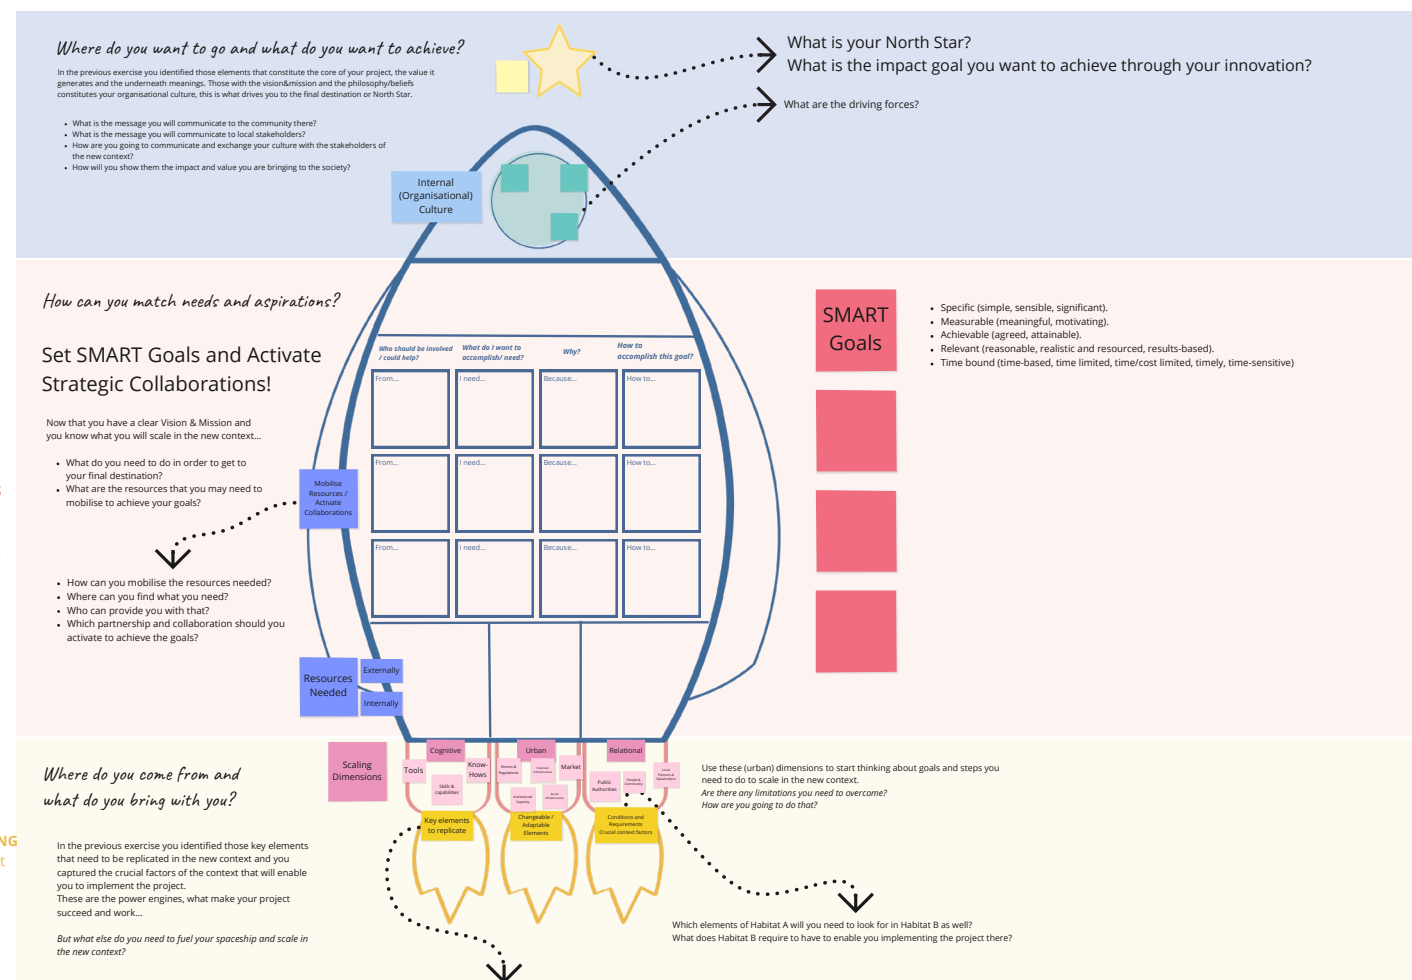 Where do you want to go and what do you want to achieve?
In the previous exercise you identified those elements that constitute the core of your project, the value it
generates and the underneath meanings. Those with the vision&mission and the philosophy/beliefs
constitutes your organisational culture, this is what drives you to the final destination or North Star.
• What is the message you will communicate to the community there?
• What is the message you will communicate to local stakeholders?
• How are you going to communicate and exchange your culture with the stakeholders of
the new context?
• How will you show them the impact and value you are bringing to the society?
What is your North Star?
What is the impact goal you want to achieve through your innovation?
What are the driving forces?
Internal
(Organisational)
Culture
How can you match needs and aspirations?
Set SMART Goals and Activate
Strategic Collaborations!
Now that you have a clear Vision & Mission and
you know what you will scale in the new context...
• What do you need to do in order to get to
your final destination?
• What are the resources that you may need to
mobilise to achieve your goals?
• How can you mobilise the resources needed?
• Where can you find what you need?
• Who can provide you with that?
• Which partnership and collaboration should you
activate to achieve the goals?
Mobilise
Resources /
Activate
Collaborations
Resources
Needed
Externally
Internally
Who should be involved
/ could help?
What do I want to
accomplish/ need?
Why?
How to
accomplish this goal?
From...
I need...
Because...
How to...
From...
I need...
Because...
How to...
From...
I need...
Because...
How to...
SMART
Goals
• Specific (simple, sensible, significant).
• Measurable (meaningful, motivating).
• Achievable (agreed, attainable).
• Relevant (reasonable, realistic and resourced, results-based).
• Time bound (time-based, time limited, time/cost limited, timely, time-sensitive)
Where do you come from and
what do you bring with you?
In the previous exercise you identified those key elements
that need to be replicated in the new context and you
captured the crucial factors of the context that will enable
you to implement the project.
These are the power engines, what make your project
succeed and work...
But what else do you need to fuel your spaceship and scale in
the new context?
Scaling
Dimensions
Cognitive
Tools
Know-
Hows
Skills &
capabilities
Urban
Norms &
Regulations
Market
Institutional
Capacity
Relational
Public
Authorities
People &
Community
Local
Partners &
Stakeholders
Key elements
to replicate
Changeable /
Adaptable
Elements
Conditions and
Requirements
Crucial context factors
Use these (urban) dimensions to start thinking about goals and steps you
need to do to scale in the new context.
Are there any limitations you need to overcome?
How are you going to do that?
Which elements of Habitat A will you need to look for in Habitat B as well?
What does Habitat B require to have to enable you implementing the project there?
NG
t